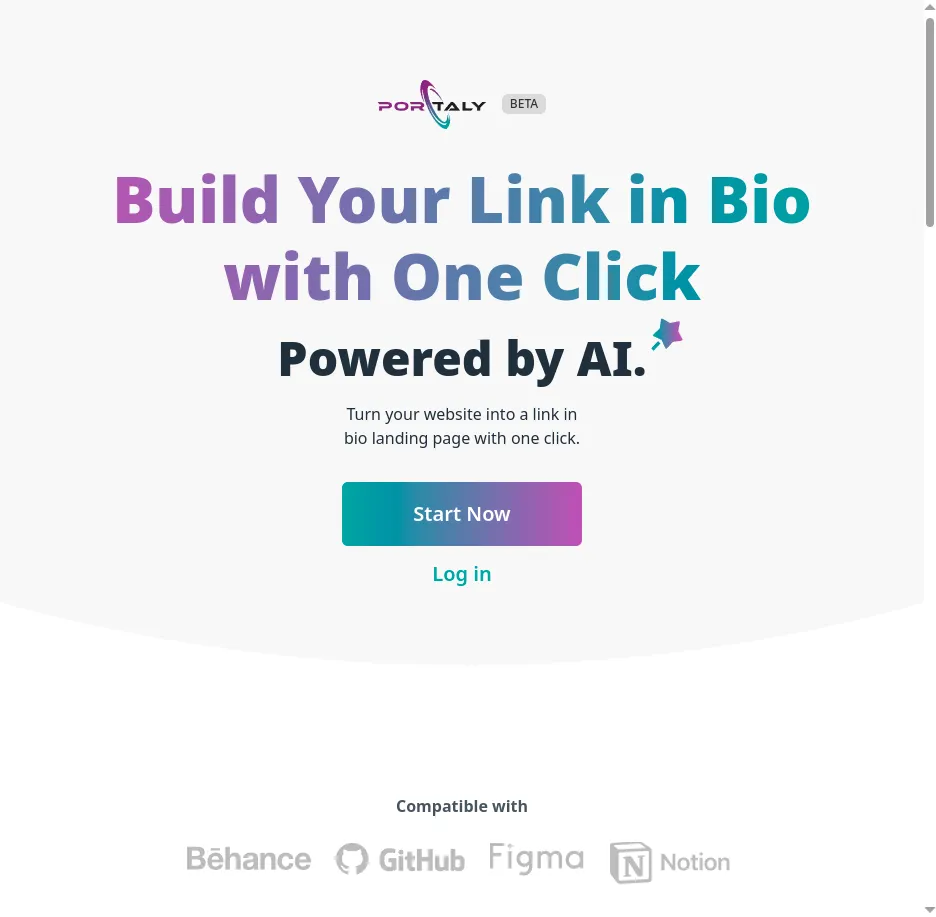 PORTALY BETA
Build Your Link in Bio
with One Click
Powered by AI.
Turn your website into a link in
bio landing page with one click.
Start Now
Log in
Compatible with
Bēhance GitHub Figma Notion